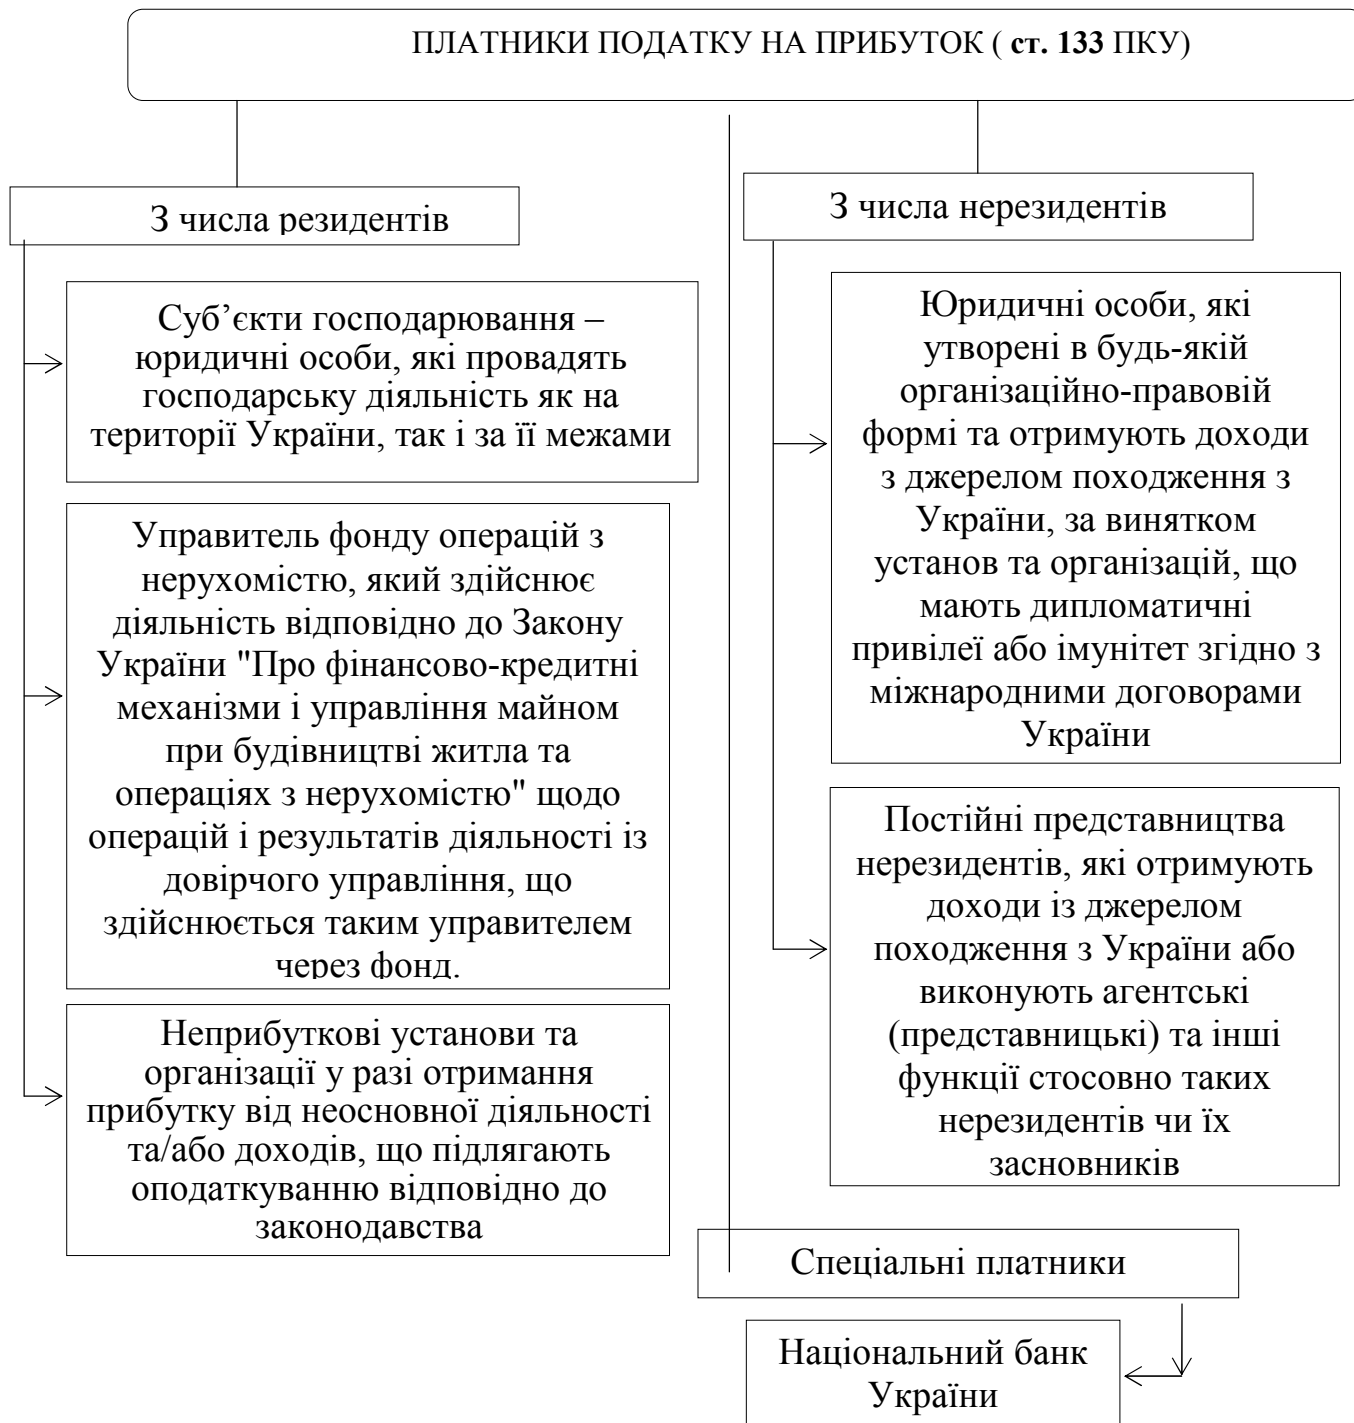 ПЛАТНИКИ ПОДАТКУ НА ПРИБУТОК ( ст. 133 ПКУ)
З числа резидентів
Суб’єкти господарювання –
юридичні особи, які провадять
господарську діяльність як на
території України, так і за її межами
Управитель фонду операцій з
нерухомістю, який здійснює
діяльність відповідно до Закону
України "Про фінансово-кредитні
механізми і управління майном
при будівництві житла та
операціях з нерухомістю" щодо
операцій і результатів діяльності із
довірчого управління, що
здійснюється таким управителем
через фонд.
Неприбуткові установи та
організації у разі отримання
прибутку від неосновної діяльності
та/або доходів, що підлягають
оподаткуванню відповідно до
законодавства
З числа нерезидентів
Юридичні особи, які
утворені в будь-якій
організаційно-правовій
формі та отримують доходи
з джерелом походження з
України, за винятком
установ та організацій, що
мають дипломатичні
привілеї або імунітет згідно з
міжнародними договорами
України
Постійні представництва
нерезидентів, які отримують
доходи із джерелом
походження з України або
виконують агентські
(представницькі) та інші
функції стосовно таких
нерезидентів чи їх
засновників
Спеціальні платники
Національний банк
України